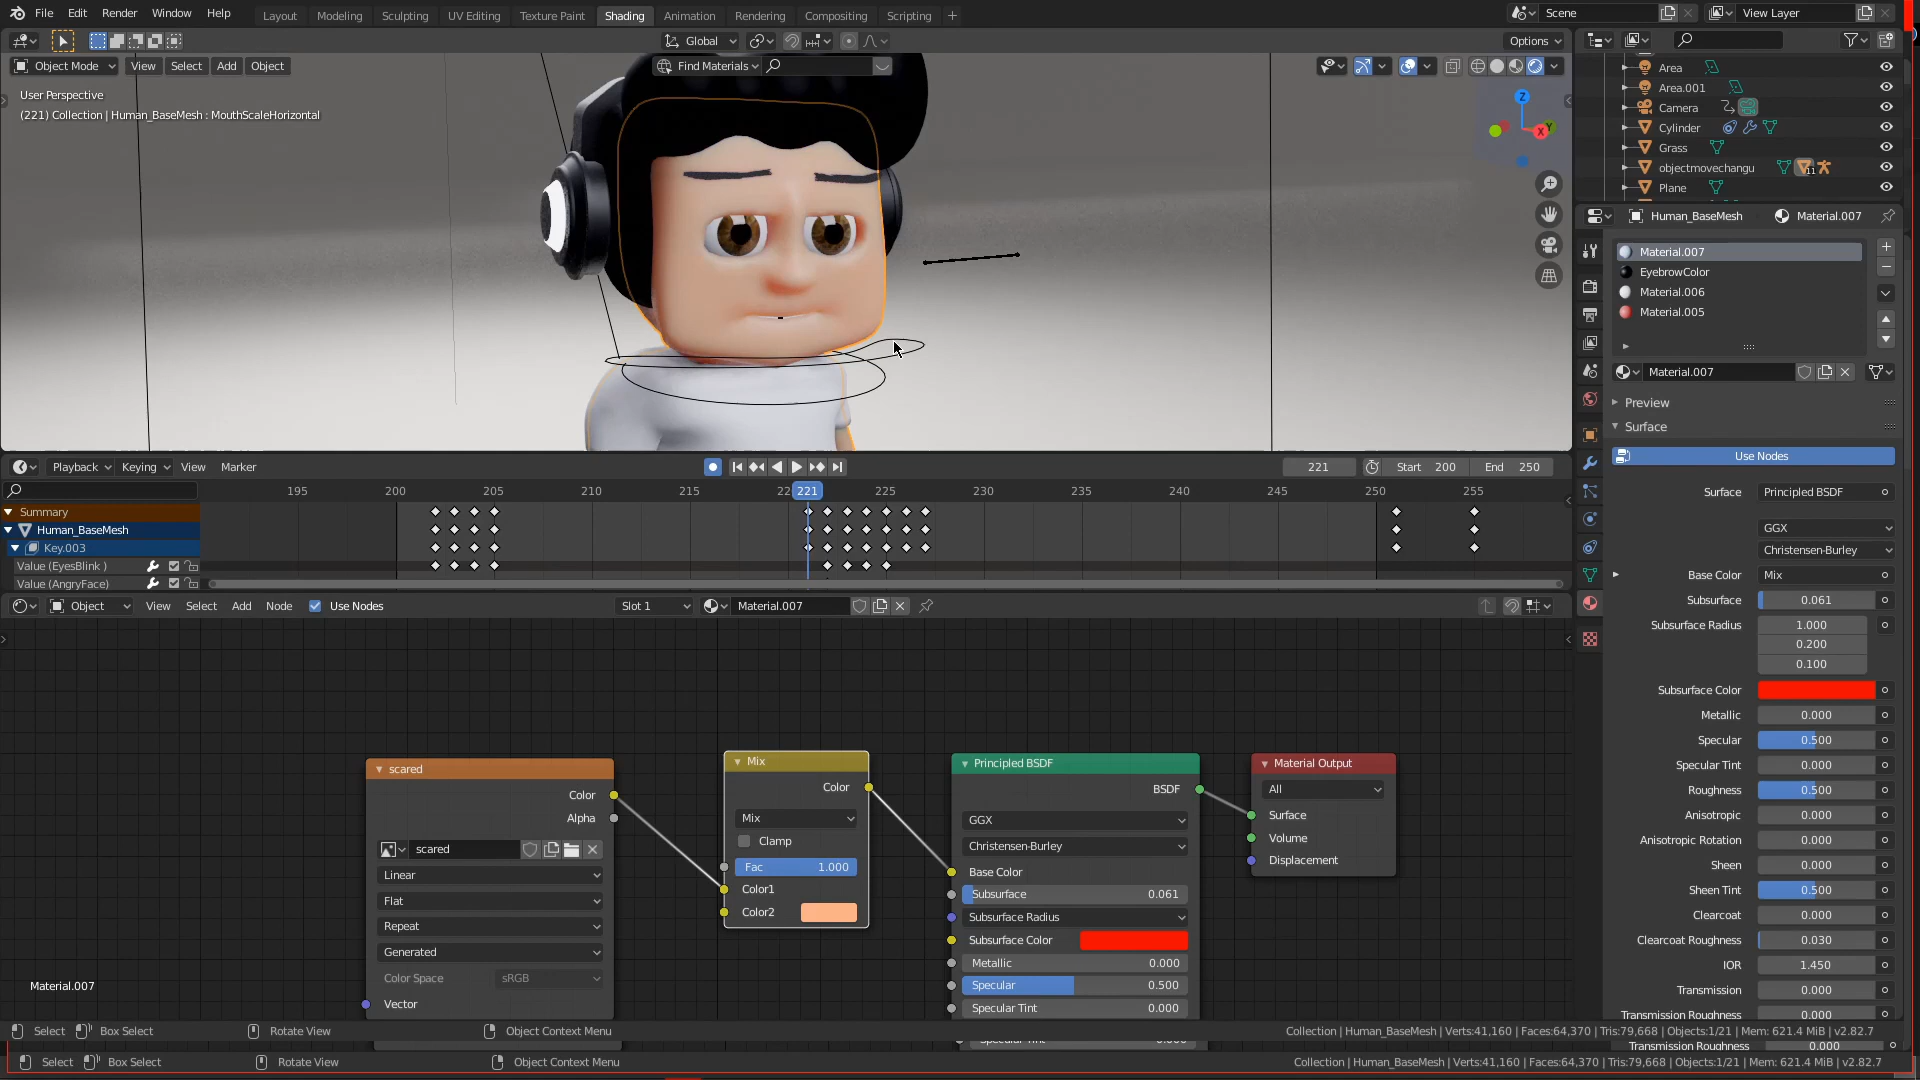 File Edit Render Window Help Layout Modeling Sculpting UV Editing Texture Paint Shading Animation Rendering Compositing Scripting + Scene View Layer
Global Options
Object Mode View Select Add Object Find Materials
User Perspective
(221) Collection | Human_BaseMesh : MouthScaleHorizontal
Z
X
Y
Area
Area.001
Camera
Cylinder
Grass
objectmovechangu 11
Plane
Human_BaseMesh Material.007
Material.007
EyebrowColor
Material.006
Material.005
Material.007
Preview
Surface
Use Nodes
Surface Principled BSDF
GGX
Christensen-Burley
Base Color Mix
Subsurface 0.061
Subsurface Radius 1.000
0.200
0.100
Subsurface Color
Metallic 0.000
Specular 0.500
Specular Tint 0.000
Roughness 0.500
Anisotropic 0.000
Anisotropic Rotation 0.000
Sheen 0.000
Sheen Tint 0.500
Clearcoat 0.000
Clearcoat Roughness 0.030
IOR 1.450
Transmission 0.000
Transmission Roughness 0.000
Transmission Roughness 0.000
Playback Keying View Marker 221 Start 200 End 250
195 200 205 210 215 22 221 225 230 235 240 245 250 255
Summary
Human_BaseMesh
Key.003
Value (EyesBlink )
Value (AngryFace)
Object View Select Add Node Use Nodes Slot 1 Material.007
scared
Color
Alpha
scared
Linear
Flat
Repeat
Generated
Color Space sRGB
Vector
Mix
Color
Mix
Clamp
Fac 1.000
Color1
Color2
Principled BSDF
BSDF
GGX
Christensen-Burley
Base Color
Subsurface 0.061
Subsurface Radius
Subsurface Color
Metallic 0.000
Specular 0.500
Specular Tint 0.000
Material Output
All
Surface
Volume
Displacement
Material.007
Select Box Select Rotate View Object Context Menu Collection | Human_BaseMesh | Verts:41,160 | Faces:64,370 | Tris:79,668 | Objects:1/21 | Mem: 621.4 MiB | v2.82.7
Select Box Select Rotate View Object Context Menu Collection | Human_BaseMesh | Verts:41,160 | Faces:64,370 | Tris:79,668 | Objects:1/21 | Mem: 621.4 MiB | v2.82.7